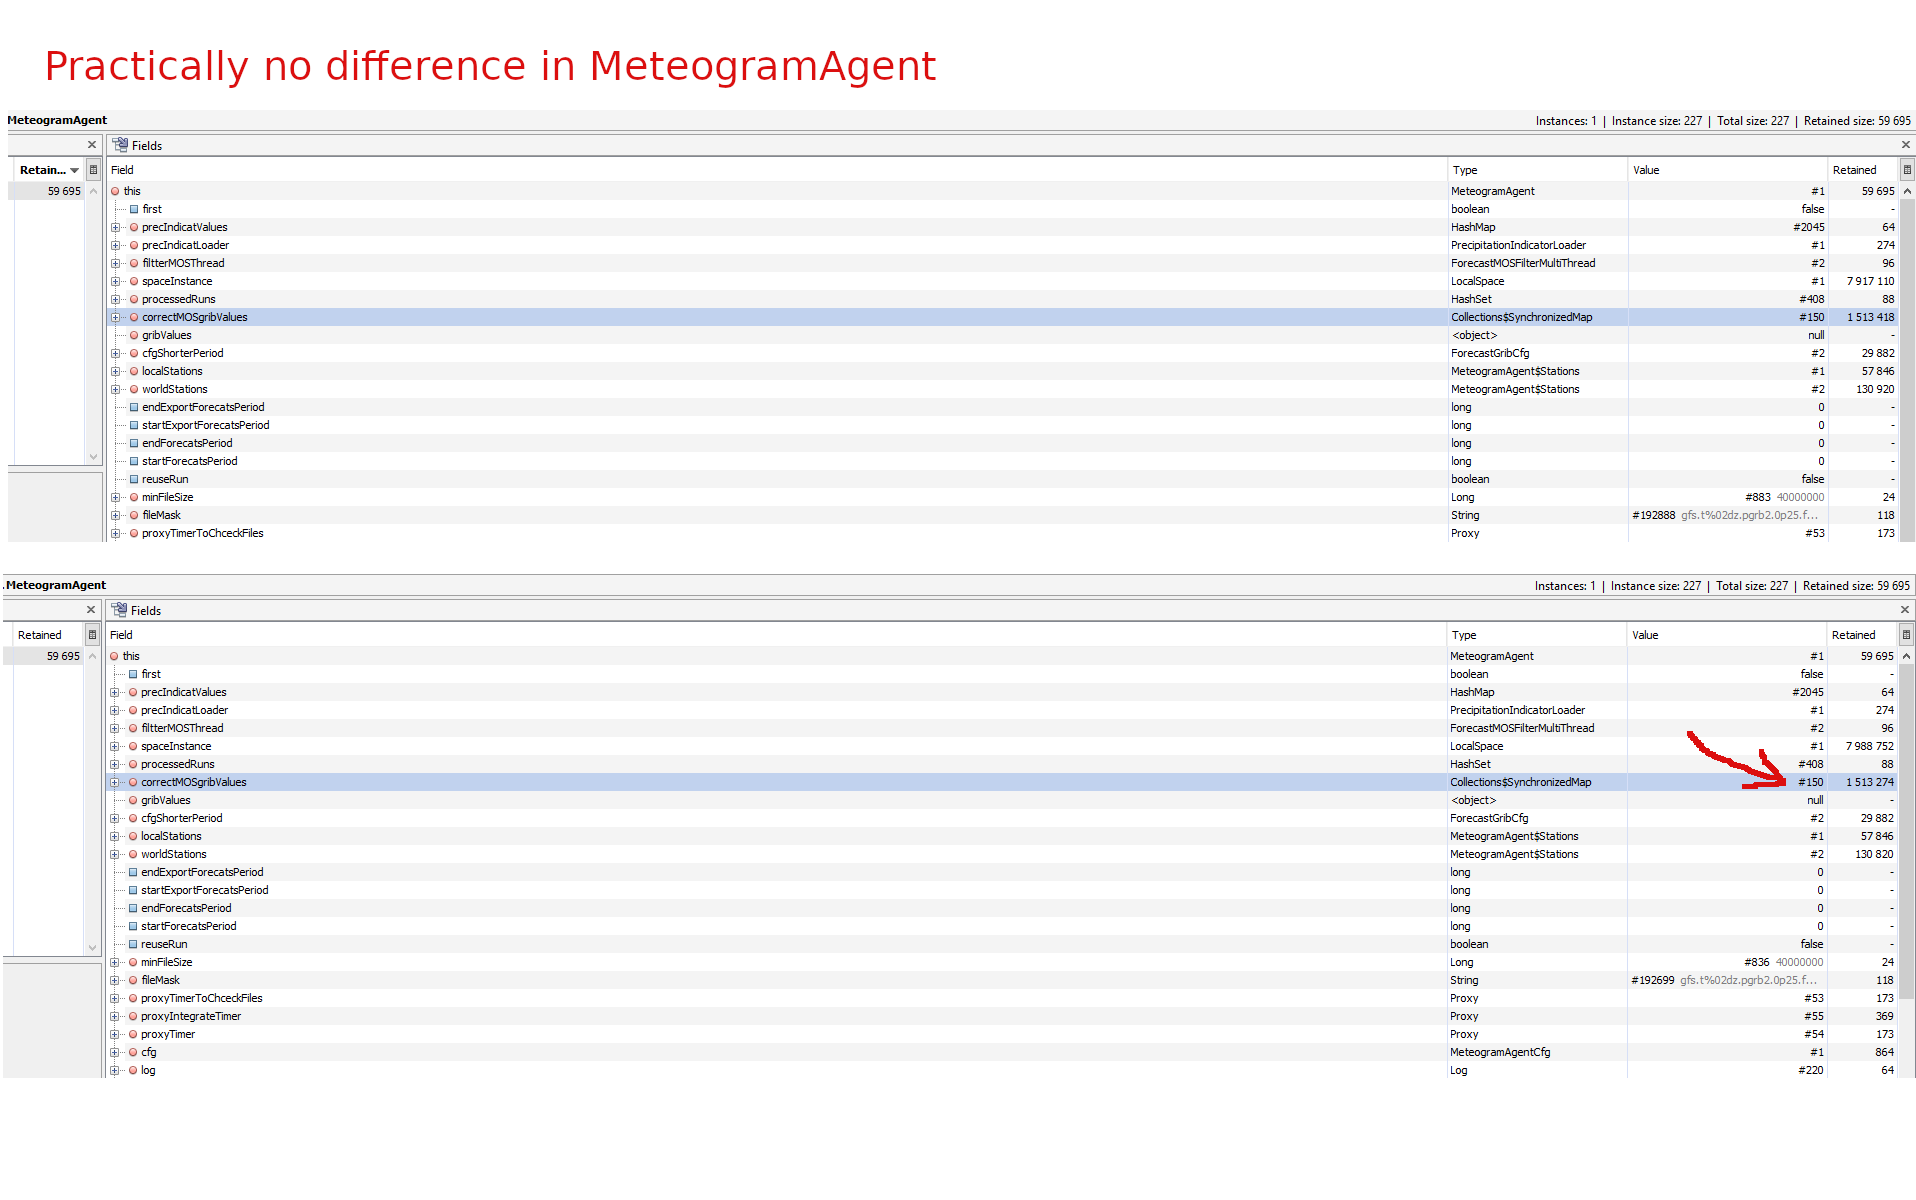 Practically no difference in MeteogramAgent
MeteogramAgent Instances: 1 | Instance size: 227 | Total size: 227 | Retained size: 59 695
Fields
Retain... Field Type Value Retained
59 695 this MeteogramAgent #1 59 695
first boolean false -
precIndicatValues HashMap #2045 64
precIndicatLoader PrecipitationIndicatorLoader #1 274
filtterMOSThread ForecastMOSFilterMultiThread #2 96
spaceInstance LocalSpace #1 7 917 110
processedRuns HashSet #408 88
correctMOSgribValues Collections$SynchronizedMap #150 1 513 418
gribValues <object> null -
cfgShorterPeriod ForecastGribCfg #2 29 882
localStations MeteogramAgent$Stations #1 57 846
worldStations MeteogramAgent$Stations #2 130 920
endExportForecatsPeriod long 0 -
startExportForecatsPeriod long 0 -
endForecatsPeriod long 0 -
startForecatsPeriod long 0 -
reuseRun boolean false -
minFileSize Long #883 40000000 24
fileMask String #192888 gfs.t%02dz.pgrb2.0p25.f... 118
proxyTimerToChceckFiles Proxy #53 173
.MeteogramAgent Instances: 1 | Instance size: 227 | Total size: 227 | Retained size: 59 695
Fields
Retained Field Type Value Retained
59 695 this MeteogramAgent #1 59 695
first boolean false -
precIndicatValues HashMap #2045 64
precIndicatLoader PrecipitationIndicatorLoader #1 274
filtterMOSThread ForecastMOSFilterMultiThread #2 96
spaceInstance LocalSpace #1 7 988 752
processedRuns HashSet #408 88
correctMOSgribValues Collections$SynchronizedMap #150 1 513 274
gribValues <object> null -
cfgShorterPeriod ForecastGribCfg #2 29 882
localStations MeteogramAgent$Stations #1 57 846
worldStations MeteogramAgent$Stations #2 130 820
endExportForecatsPeriod long 0 -
startExportForecatsPeriod long 0 -
endForecatsPeriod long 0 -
startForecatsPeriod long 0 -
reuseRun boolean false -
minFileSize Long #836 40000000 24
fileMask String #192699 gfs.t%02dz.pgrb2.0p25.f... 118
proxyTimerToChceckFiles Proxy #53 173
proxyIntegrateTimer Proxy #55 369
proxyTimer Proxy #54 173
cfg MeteogramAgentCfg #1 864
log Log #220 64